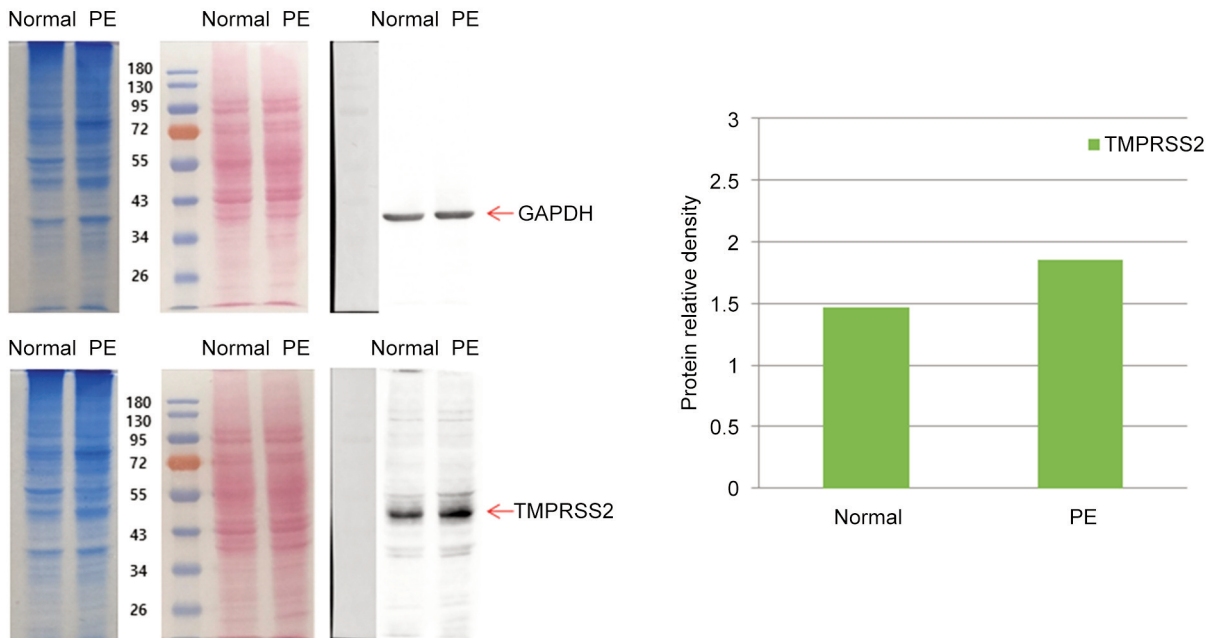 Normal PE
Normal PE
Normal PE
180
130
95
72
55
43
34
26
GAPDH
Normal PE
Normal PE
Normal PE
180
130
95
72
55
43
34
26
TMPRSS2
Protein relative density
3
2.5
2
1.5
1
0.5
0
TMPRSS2
Normal
PE